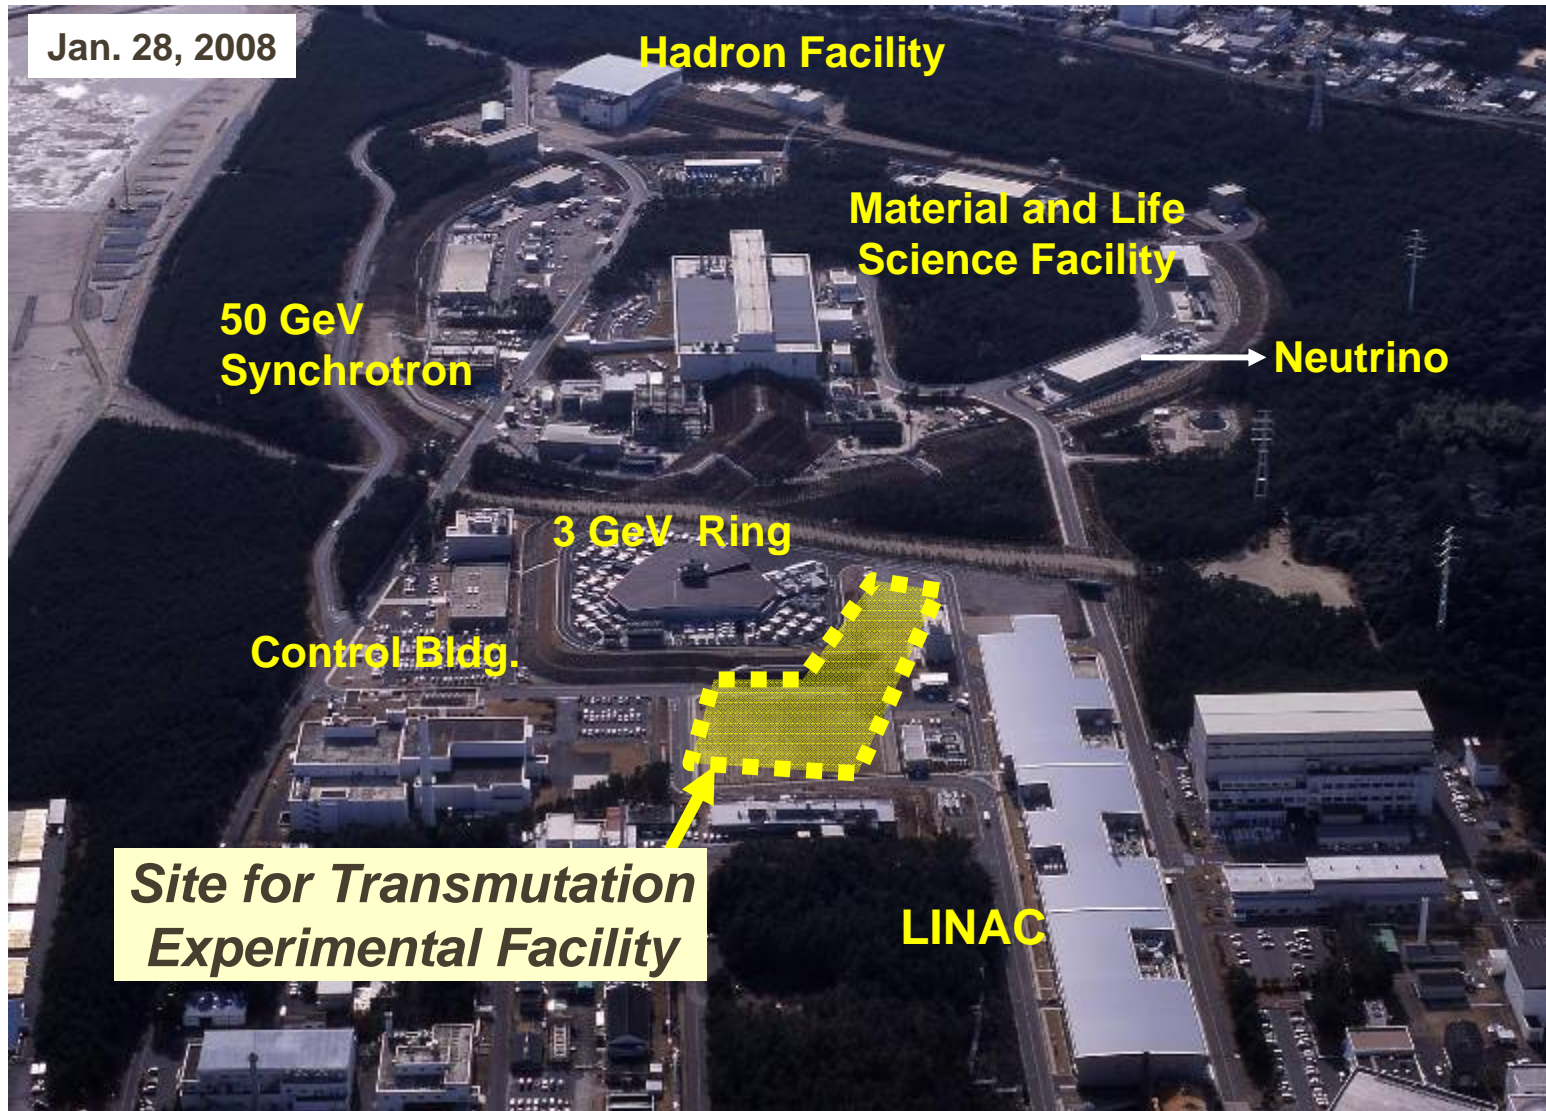 Jan. 28, 2008
Hadron Facility
Material and Life
Science Facility
50 GeV
Synchrotron
Neutrino
3 GeV Ring
Control Bldg.
Site for Transmutation
Experimental Facility
LINAC